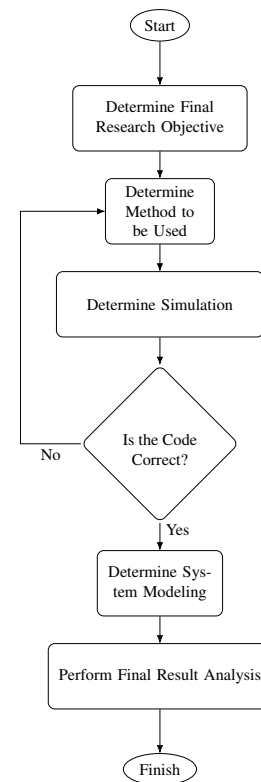 Start
Determine Final
Research Objective
Determine
Method to
be Used
Determine Simulation
Is the Code
Correct?
No
Yes
Determine Sys-
tem Modeling
Perform Final Result Analysis
Finish